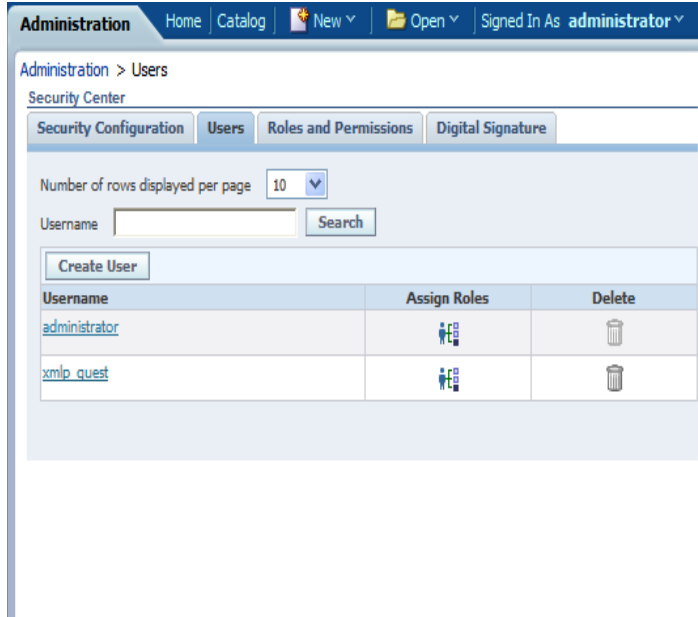 Administration Home Catalog New Open Signed In As administrator
Administration > Users
Security Center
Security Configuration Users Roles and Permissions Digital Signature
Number of rows displayed per page 10
Username Search
Create User
Username Assign Roles Delete
administrator
xmlp_guest